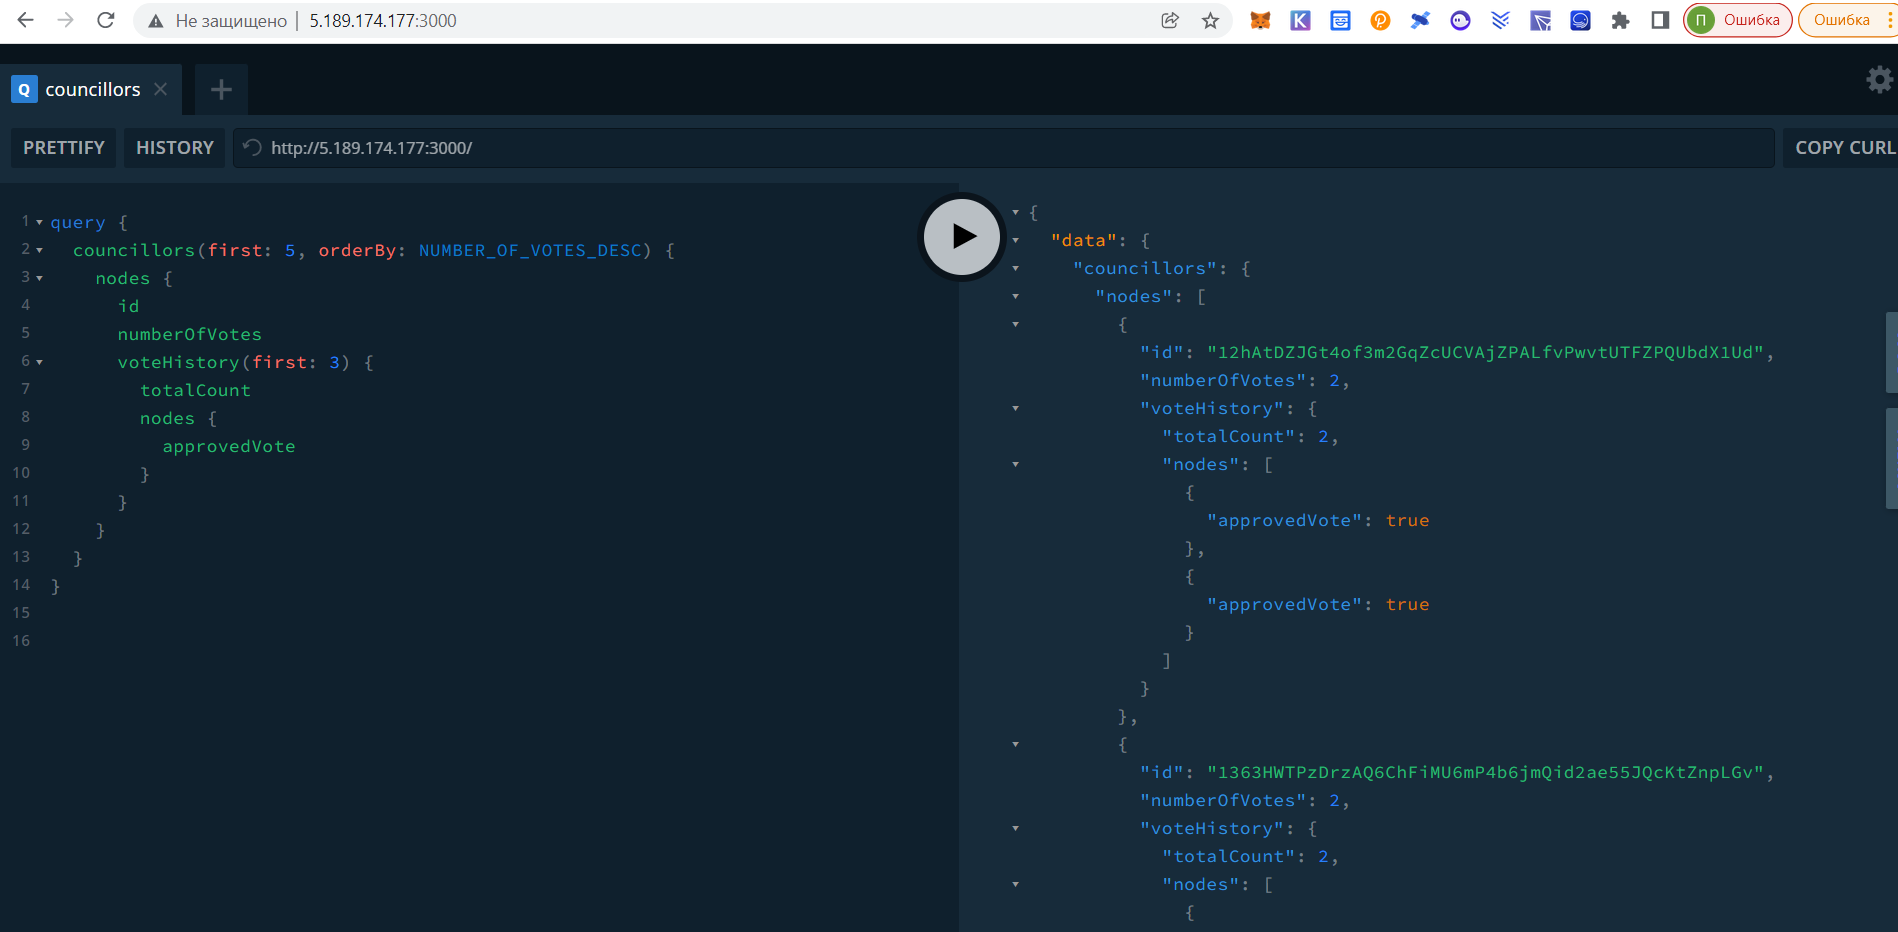 Не защищено | 5.189.174.177:3000
П Ошибка
Ошибка
Q councillors
PRETTIFY
HISTORY
http://5.189.174.177:3000/
COPY CURL
1 query {
2 councillors(first: 5, orderBy: NUMBER_OF_VOTES_DESC) {
3 nodes {
4 id
5 numberOfVotes
6 voteHistory(first: 3) {
7 totalCount
8 nodes {
9 approvedVote
10 }
11 }
12 }
13 }
14 }
15
16
{
"data": {
"councillors": {
"nodes": [
{
"id": "12hAtDZJGt4of3m2GqZcUCVAjZPALfvPwvtUTFZPQUbdX1Ud",
"numberOfVotes": 2,
"voteHistory": {
"totalCount": 2,
"nodes": [
{
"approvedVote": true
},
{
"approvedVote": true
}
]
}
},
{
"id": "1363HWTPzDrzAQ6ChFiMU6mP4b6jmQid2ae55JQcKtZnpLGv",
"numberOfVotes": 2,
"voteHistory": {
"totalCount": 2,
"nodes": [
{